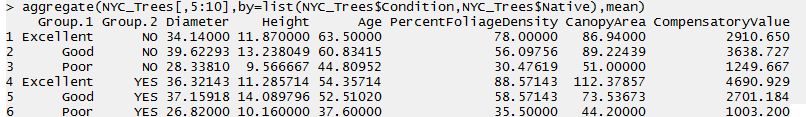 > aggregate(NYC_Trees[,5:10],by=list(NYC_Trees$Condition,NYC_Trees$Native),mean)
Group.1 Group.2 Diameter Height Age PercentFoliageDensity CanopyArea CompensatoryValue
1 Excellent NO 34.14000 11.870000 63.50000 78.00000 86.94000 2910.650
2 Good NO 39.62293 13.238049 60.83415 56.09756 89.22439 3638.727
3 Poor NO 28.33810 9.566667 44.80952 30.47619 51.00000 1249.667
4 Excellent YES 36.32143 11.285714 54.35714 88.57143 112.37857 4690.929
5 Good YES 37.15918 14.089796 52.51020 58.57143 73.53673 2701.184
6 Poor YES 26.82000 10.160000 37.60000 35.50000 44.20000 1003.200